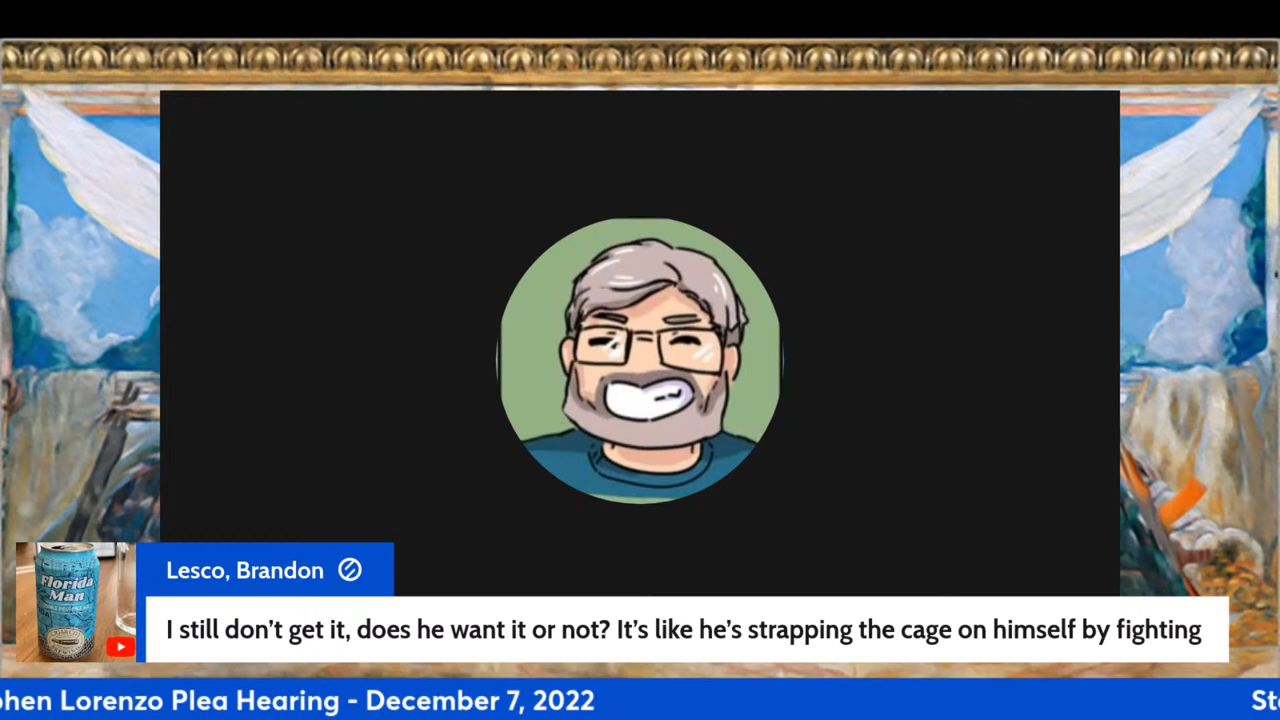 Florida
Man
Lesco, Brandon
I still don’t get it, does he want it or not? It’s like he’s strapping the cage on himself by fighting
ohen Lorenzo Plea Hearing - December 7, 2022
St